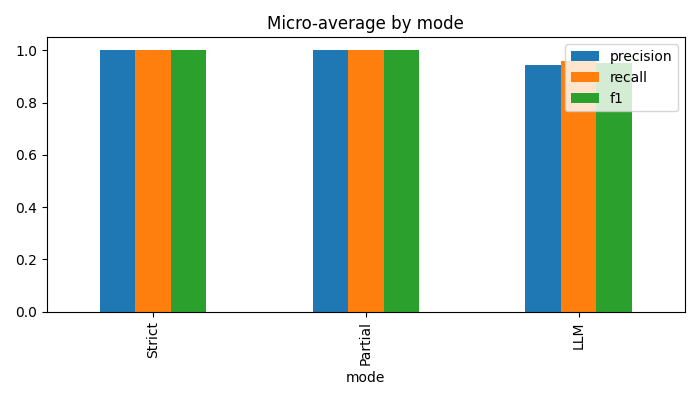 Micro-average by mode
1.0
0.8
0.6
0.4
0.2
0.0
precision
recall
f1
Strict
Partial
LLM
mode